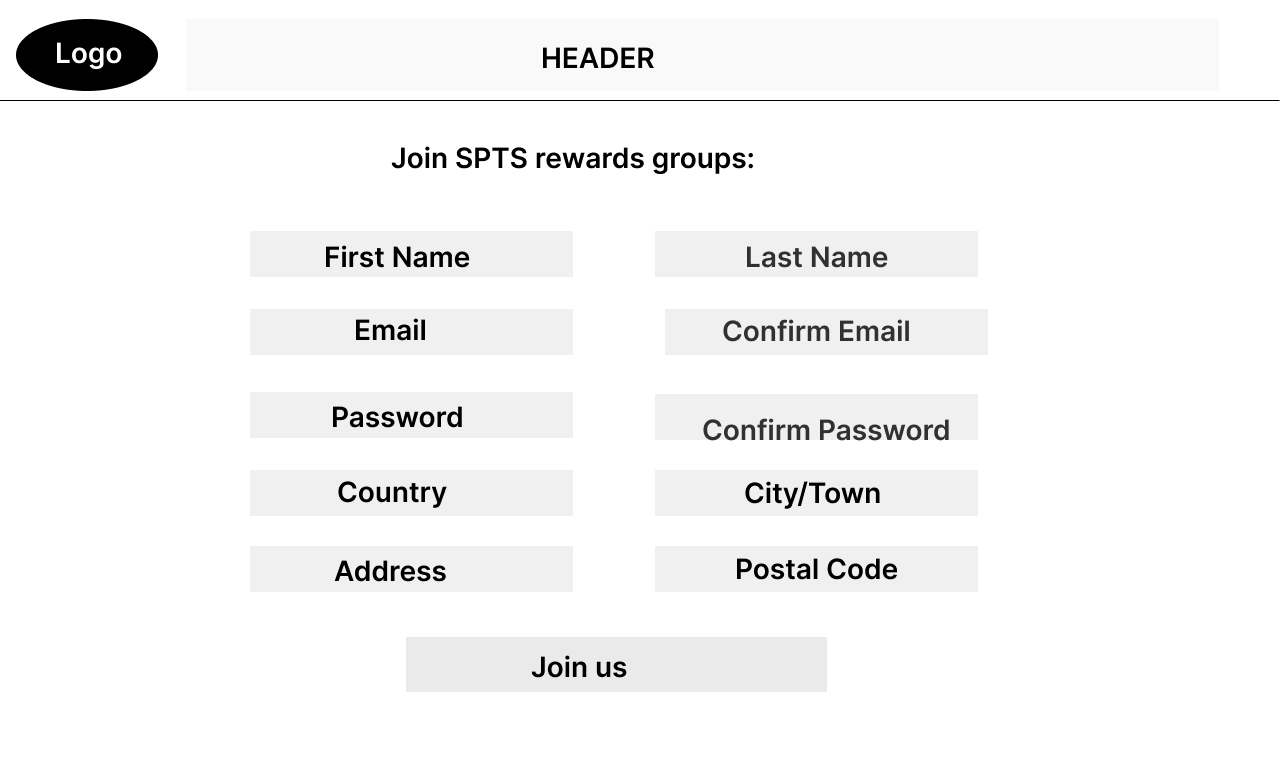 Logo
HEADER
Join SPTS rewards groups:
First Name
Last Name
Email
Confirm Email
Password
Confirm Password
Country
City/Town
Address
Postal Code
Join us